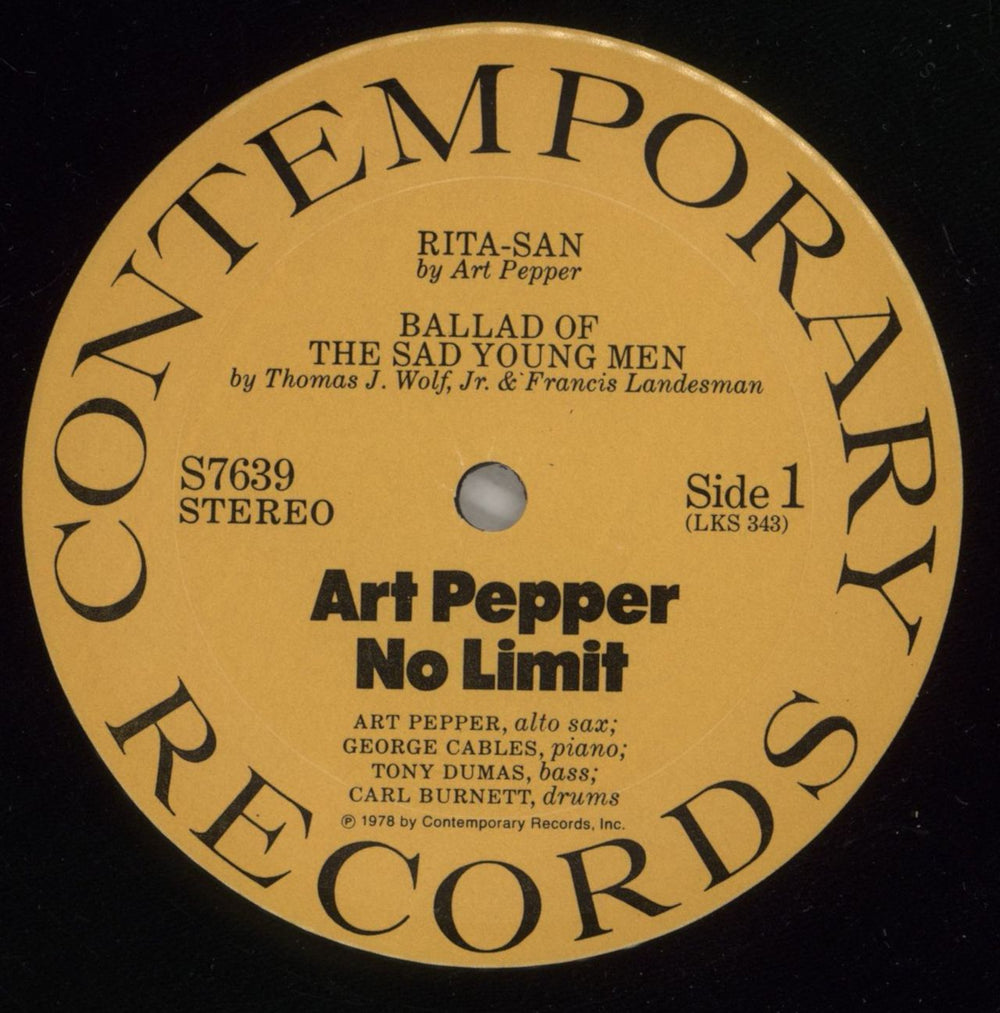 CONTEMPORARY
RITA-SAN
by Art Pepper
BALLAD OF
THE SAD YOUNG MEN
by Thomas J. Wolf, Jr. & Francis Landesman
S7639
STEREO
Side 1
(LKS 343)
Art Pepper
No Limit
ART PEPPER, alto sax;
GEORGE CABLES, piano;
TONY DUMAS, bass;
CARL BURNETT, drums
℗ 1978 by Contemporary Records, Inc.
RECORDS